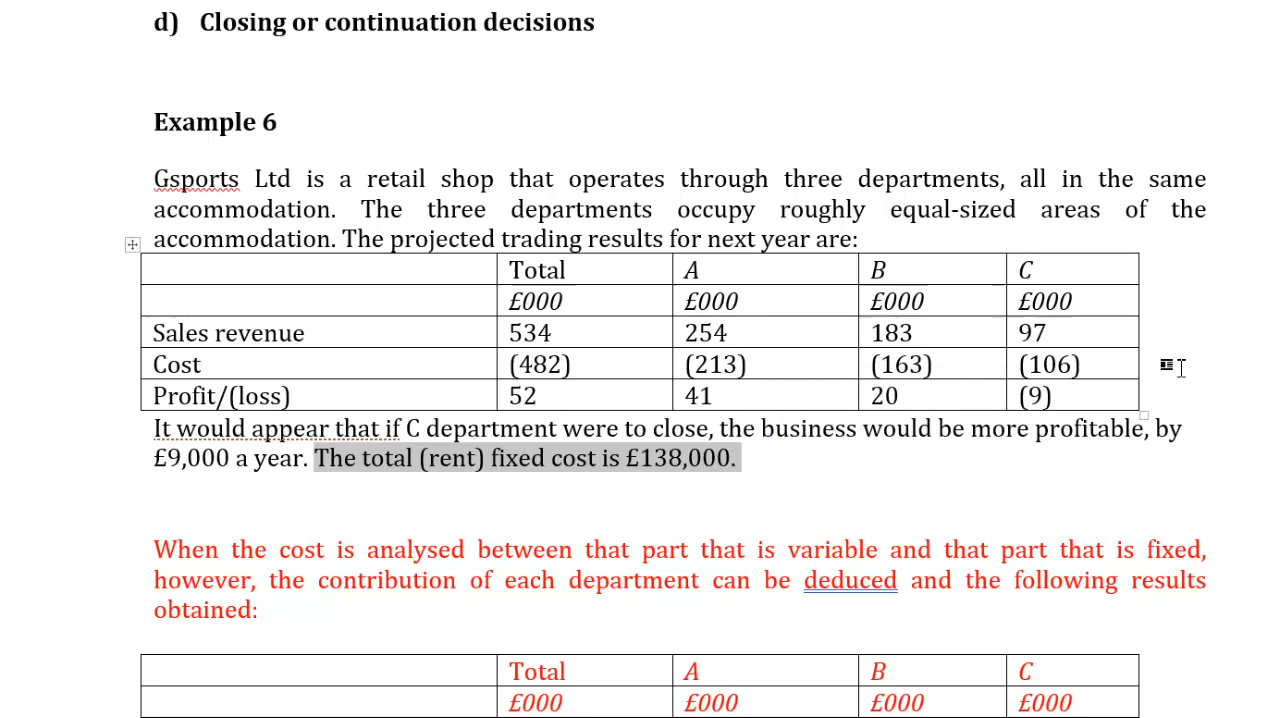 d) Closing or continuation decisions
Example 6
Gsports Ltd is a retail shop that operates through three departments, all in the same
accommodation. The three departments occupy roughly equal-sized areas of the
accommodation. The projected trading results for next year are:
Total A B C
£000 £000 £000 £000
Sales revenue 534 254 183 97
Cost (482) (213) (163) (106)
Profit/(loss) 52 41 20 (9)
It would appear that if C department were to close, the business would be more profitable, by
£9,000 a year. The total (rent) fixed cost is £138,000.
When the cost is analysed between that part that is variable and that part that is fixed,
however, the contribution of each department can be deduced and the following results
obtained:
Total A B C
£000 £000 £000 £000